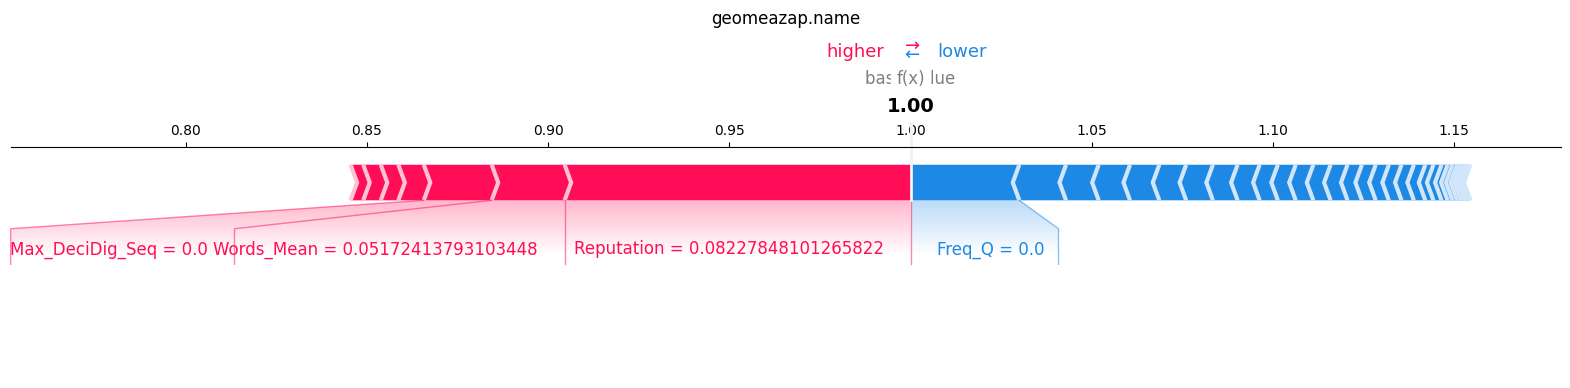 geomeazap.name
higher ⇄ lower
bas f(x) lue
1.00
0.80 0.85 0.90 0.95 1.00 1.05 1.10 1.15
Max_DeciDig_Seq = 0.0 Words_Mean = 0.05172413793103448 Reputation = 0.08227848101265822 Freq_Q = 0.0